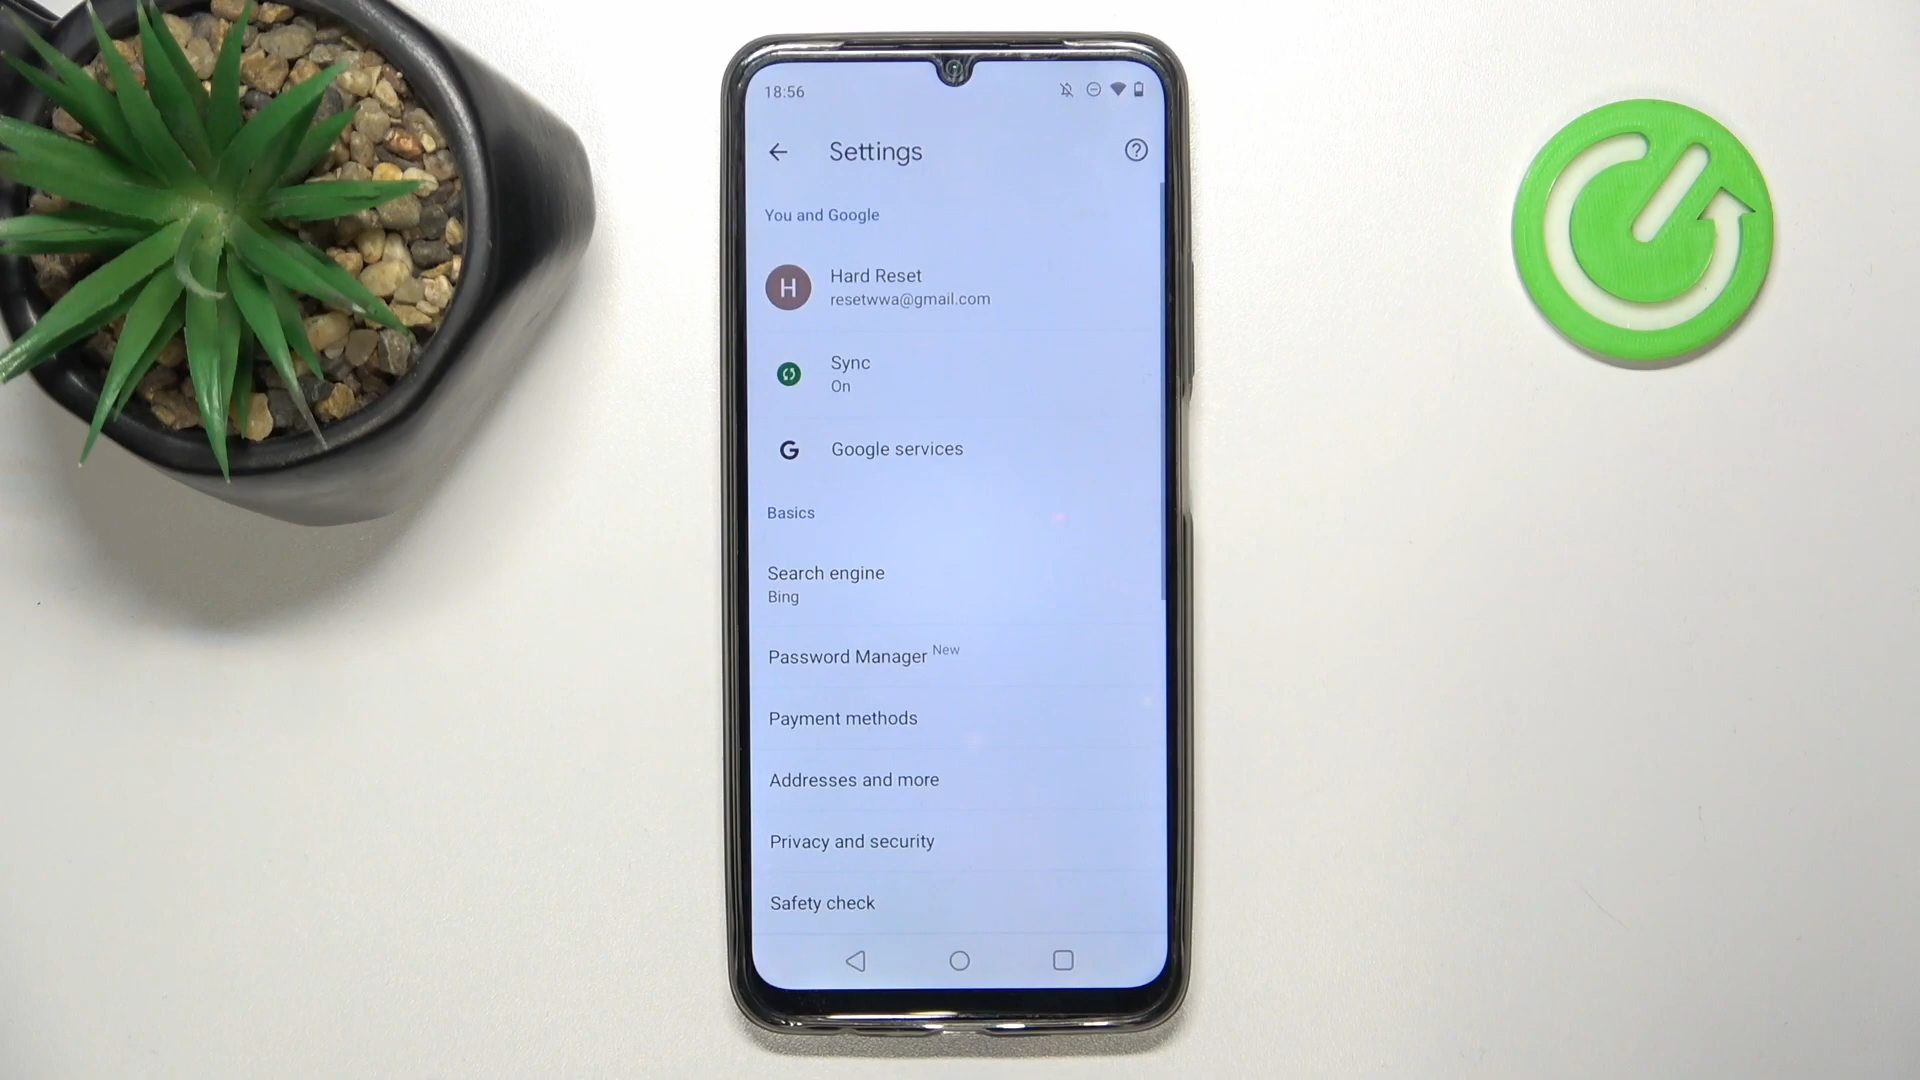 18:56
Settings
You and Google
H
Hard Reset
resetwwa@gmail.com
Sync
On
G
Google services
Basics
Search engine
Bing
Password Manager New
Payment methods
Addresses and more
Privacy and security
Safety check